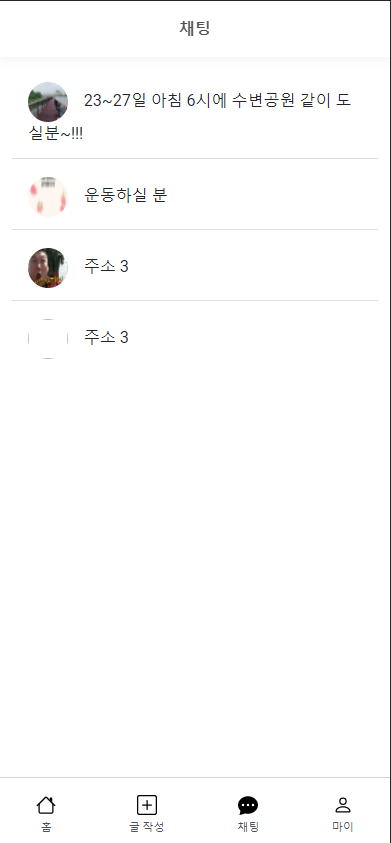 채팅
23~27일 아침 6시에 수변공원 같이 도
실분~!!!
운동하실 분
주소 3
주소 3
홈
글 작성
채팅
마이